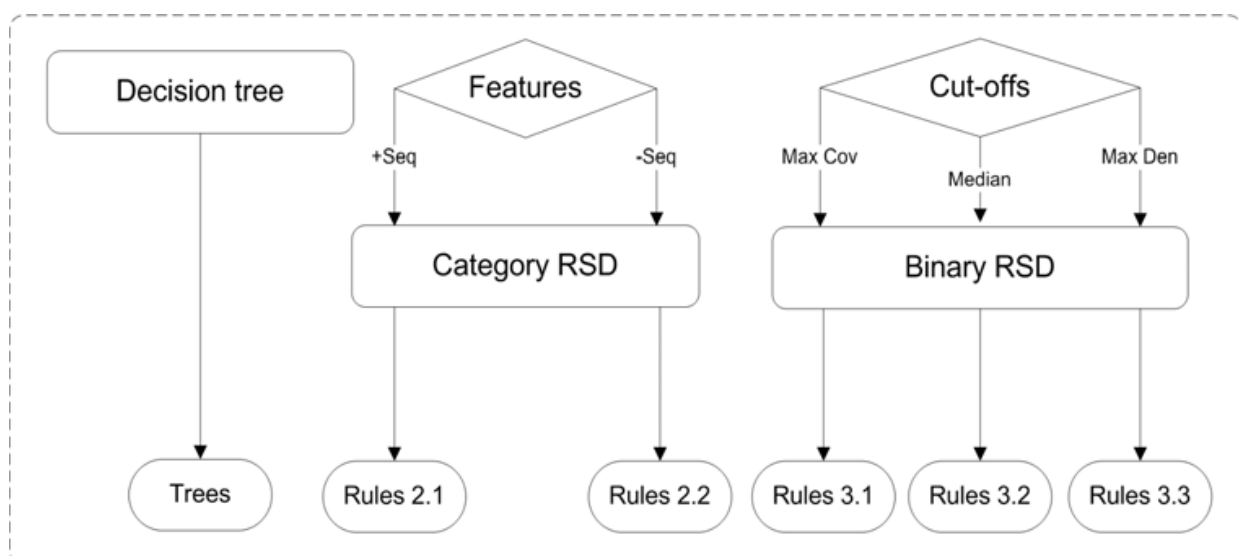 Decision tree
Features
Cut-offs
+Seq
-Seq
Max Cov
Median
Max Den
Category RSD
Binary RSD
Trees
Rules 2.1
Rules 2.2
Rules 3.1
Rules 3.2
Rules 3.3